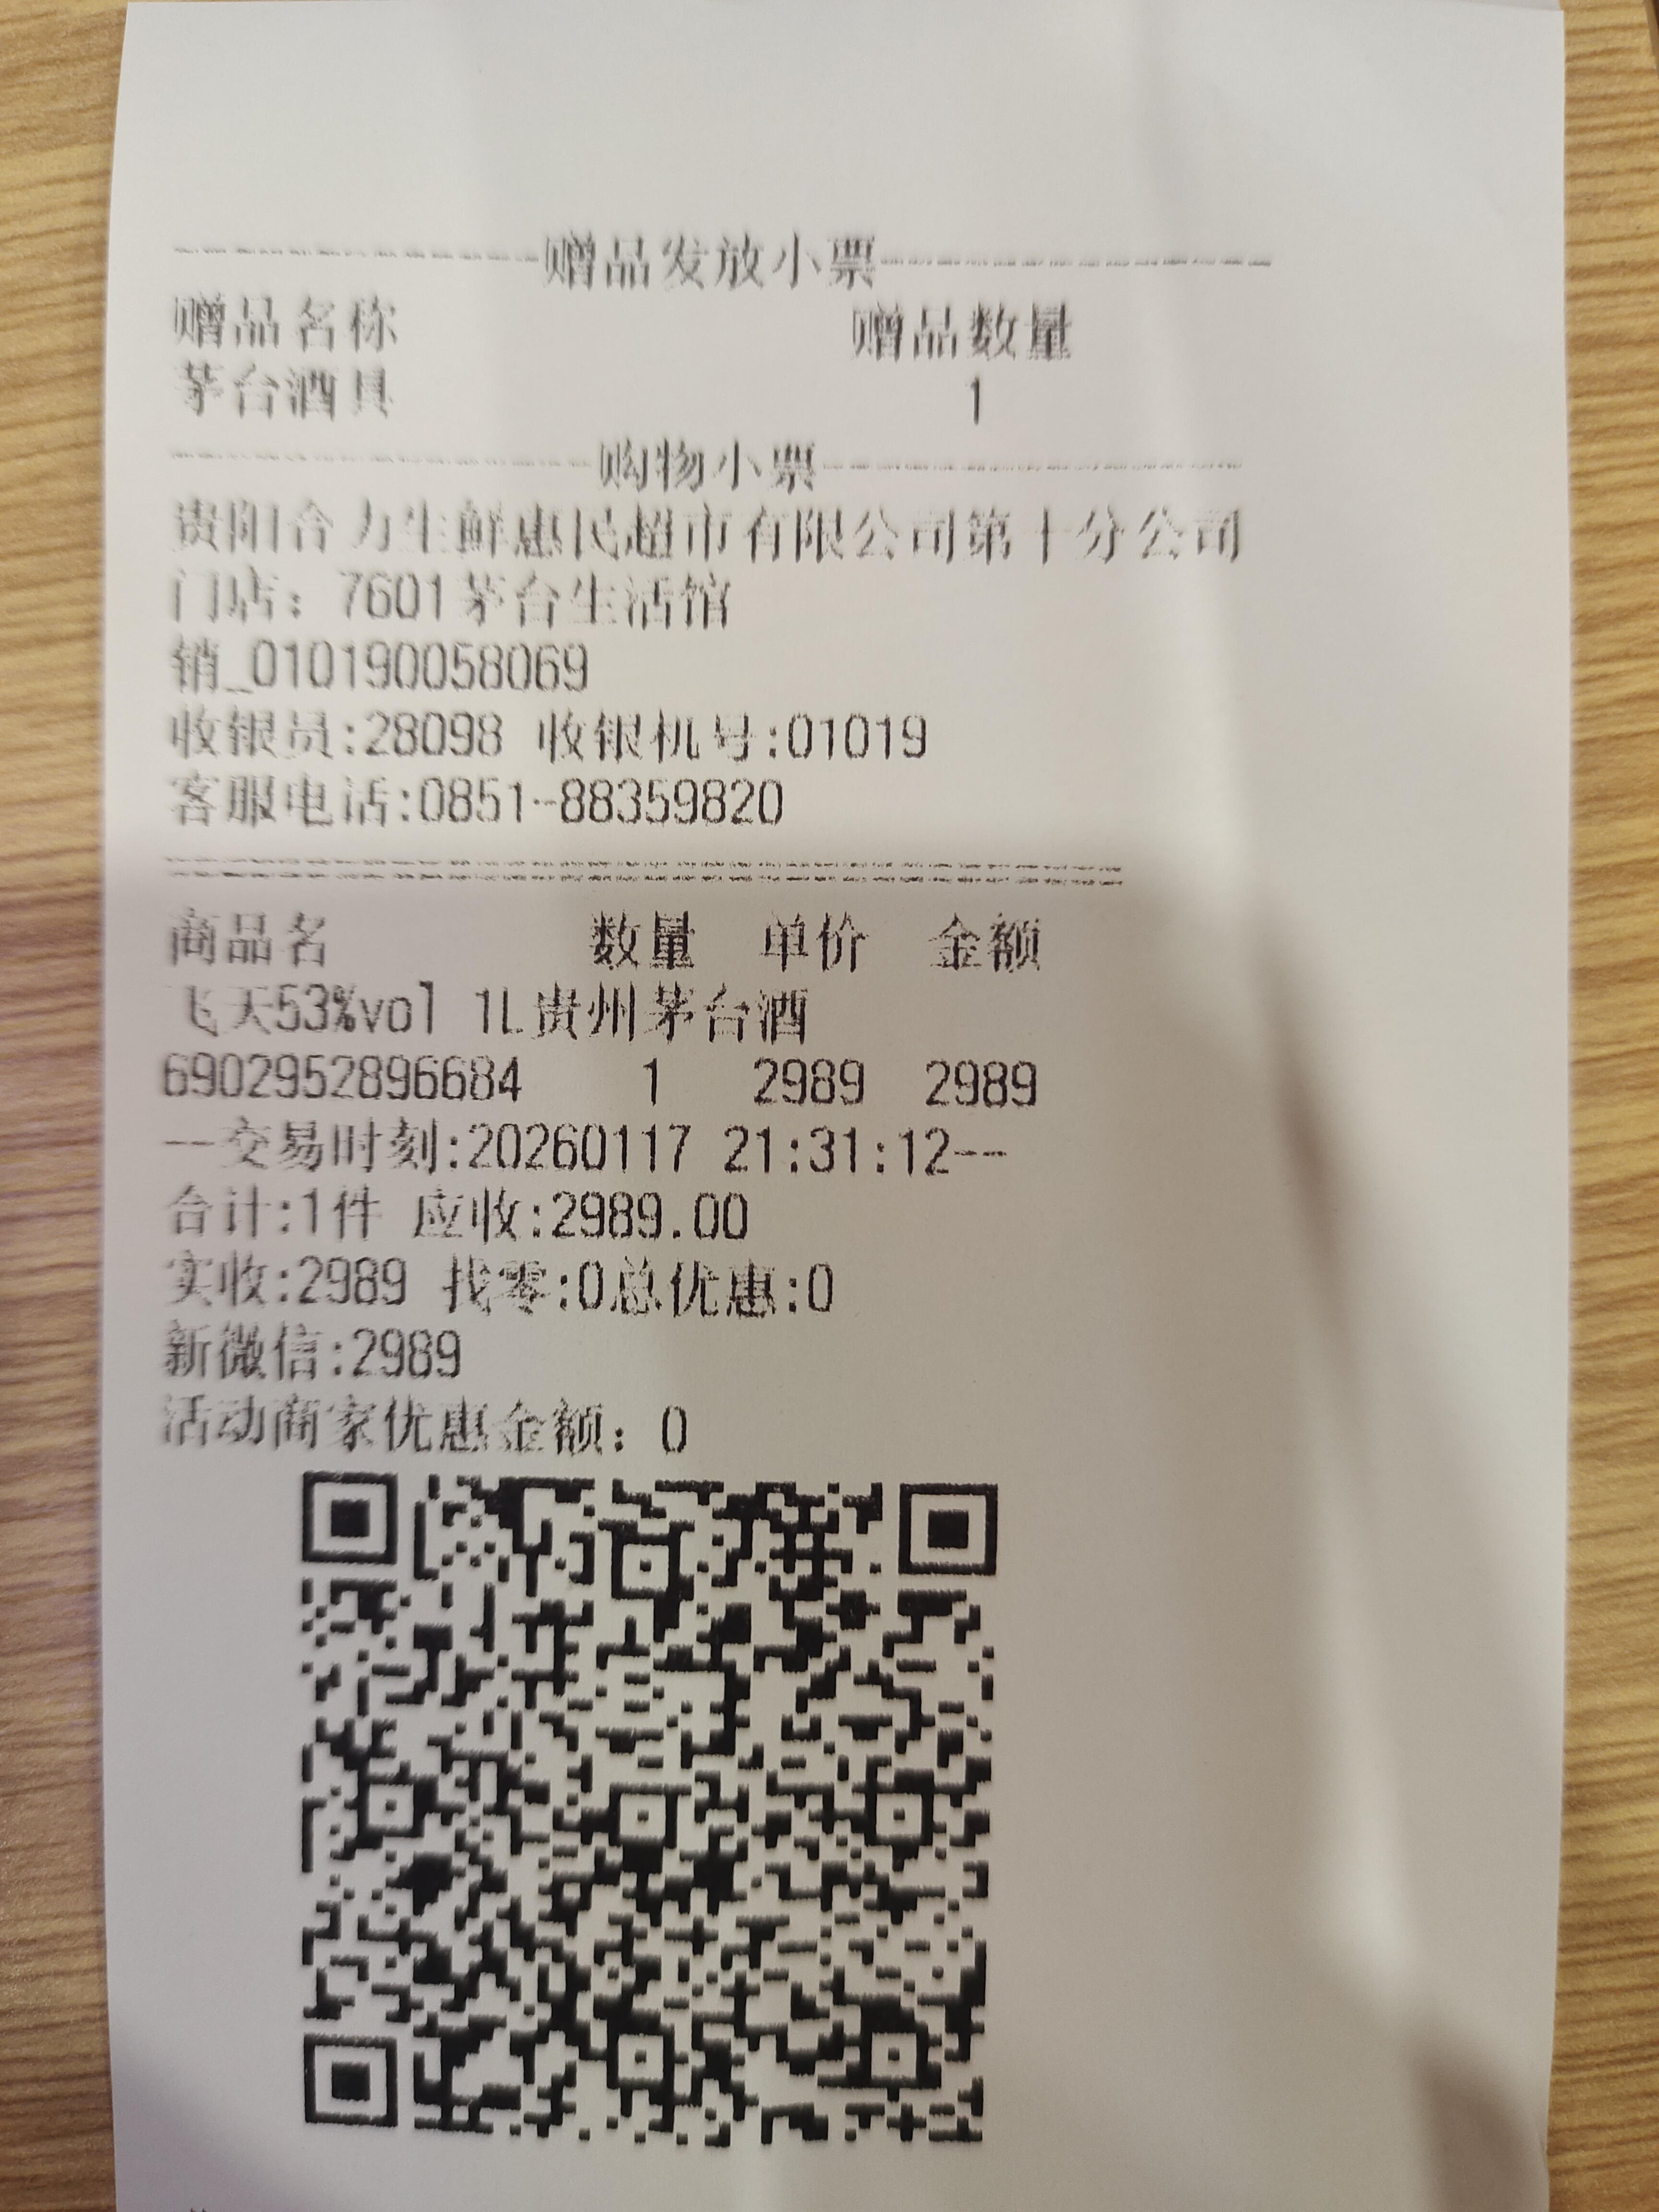 --------------------赠品发放小票--------------------
赠品名称 赠品数量
茅台酒具 1
--------------------购物小票--------------------
贵阳合力生鲜惠民超市有限公司第十分公司
门店：7601茅台生活馆
销_010190058069
收银员:28098 收银机号:01019
客服电话:0851-88359820
==================================
商品名 数量 单价 金额
飞天53%vol 1L贵州茅台酒
6902952896684 1 2989 2989
--交易时刻:20260117 21:31:12--
合计:1件 应收:2989.00
实收:2989 找零:0总优惠:0
新微信:2989
活动商家优惠金额：0